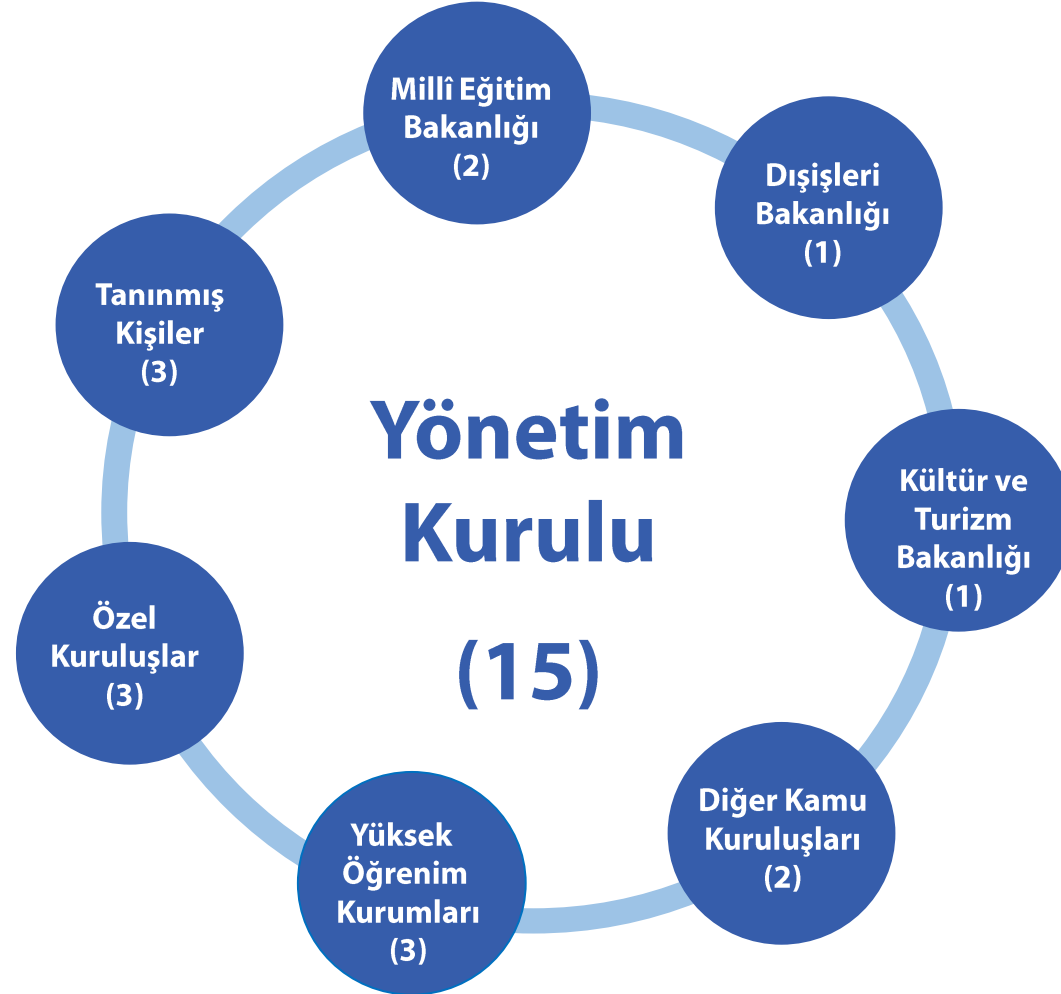 Millî Eğitim
Bakanlığı
(2)
Dışişleri
Bakanlığı
(1)
Kültür ve
Turizm
Bakanlığı
(1)
Diğer Kamu
Kuruluşları
(2)
Yüksek
Öğrenim
Kurumları
(3)
Özel
Kuruluşlar
(3)
Tanınmış
Kişiler
(3)
Yönetim
Kurulu
(15)